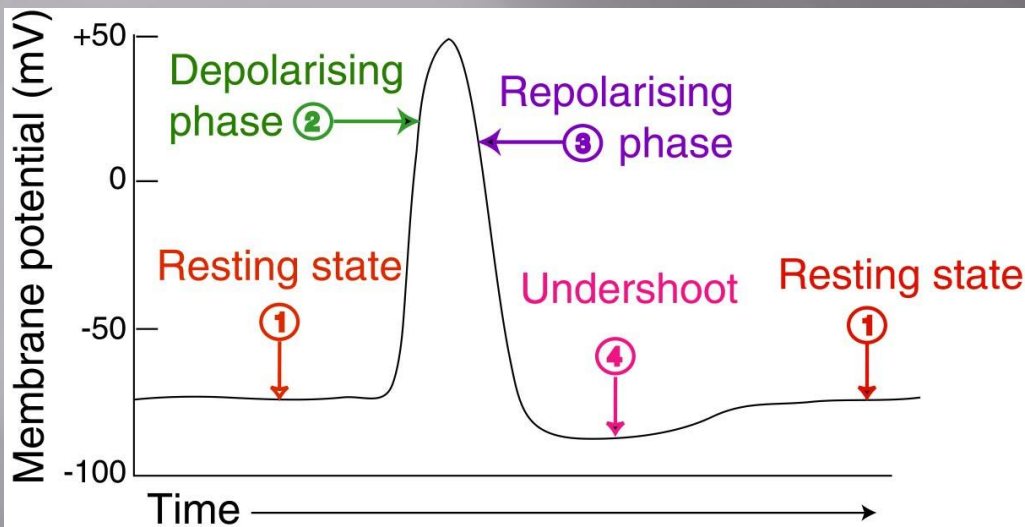 Membrane potential (mV)
+50
0
-50
-100
Depolarising
phase 2
Repolarising
3 phase
Resting state
1
Undershoot
4
Resting state
1
Time